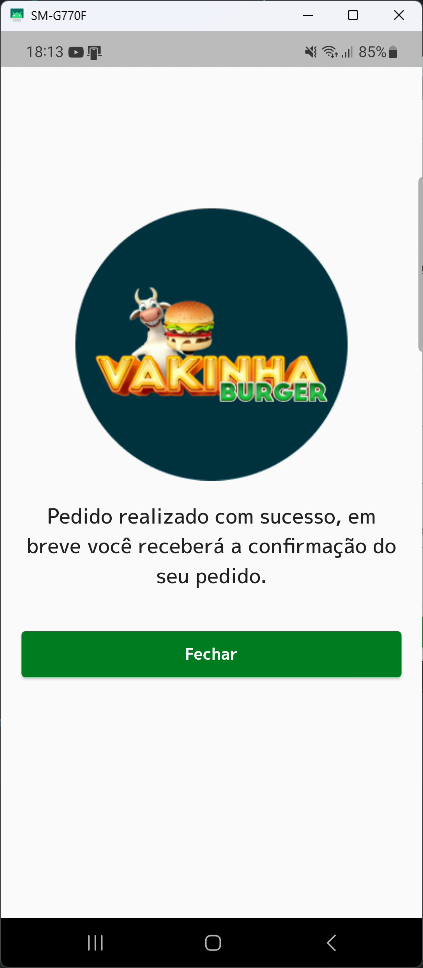 SM-G770F
18:13
85%
VAKINHA
BURGER
Pedido realizado com sucesso, em
breve você receberá a confirmação do
seu pedido.
Fechar